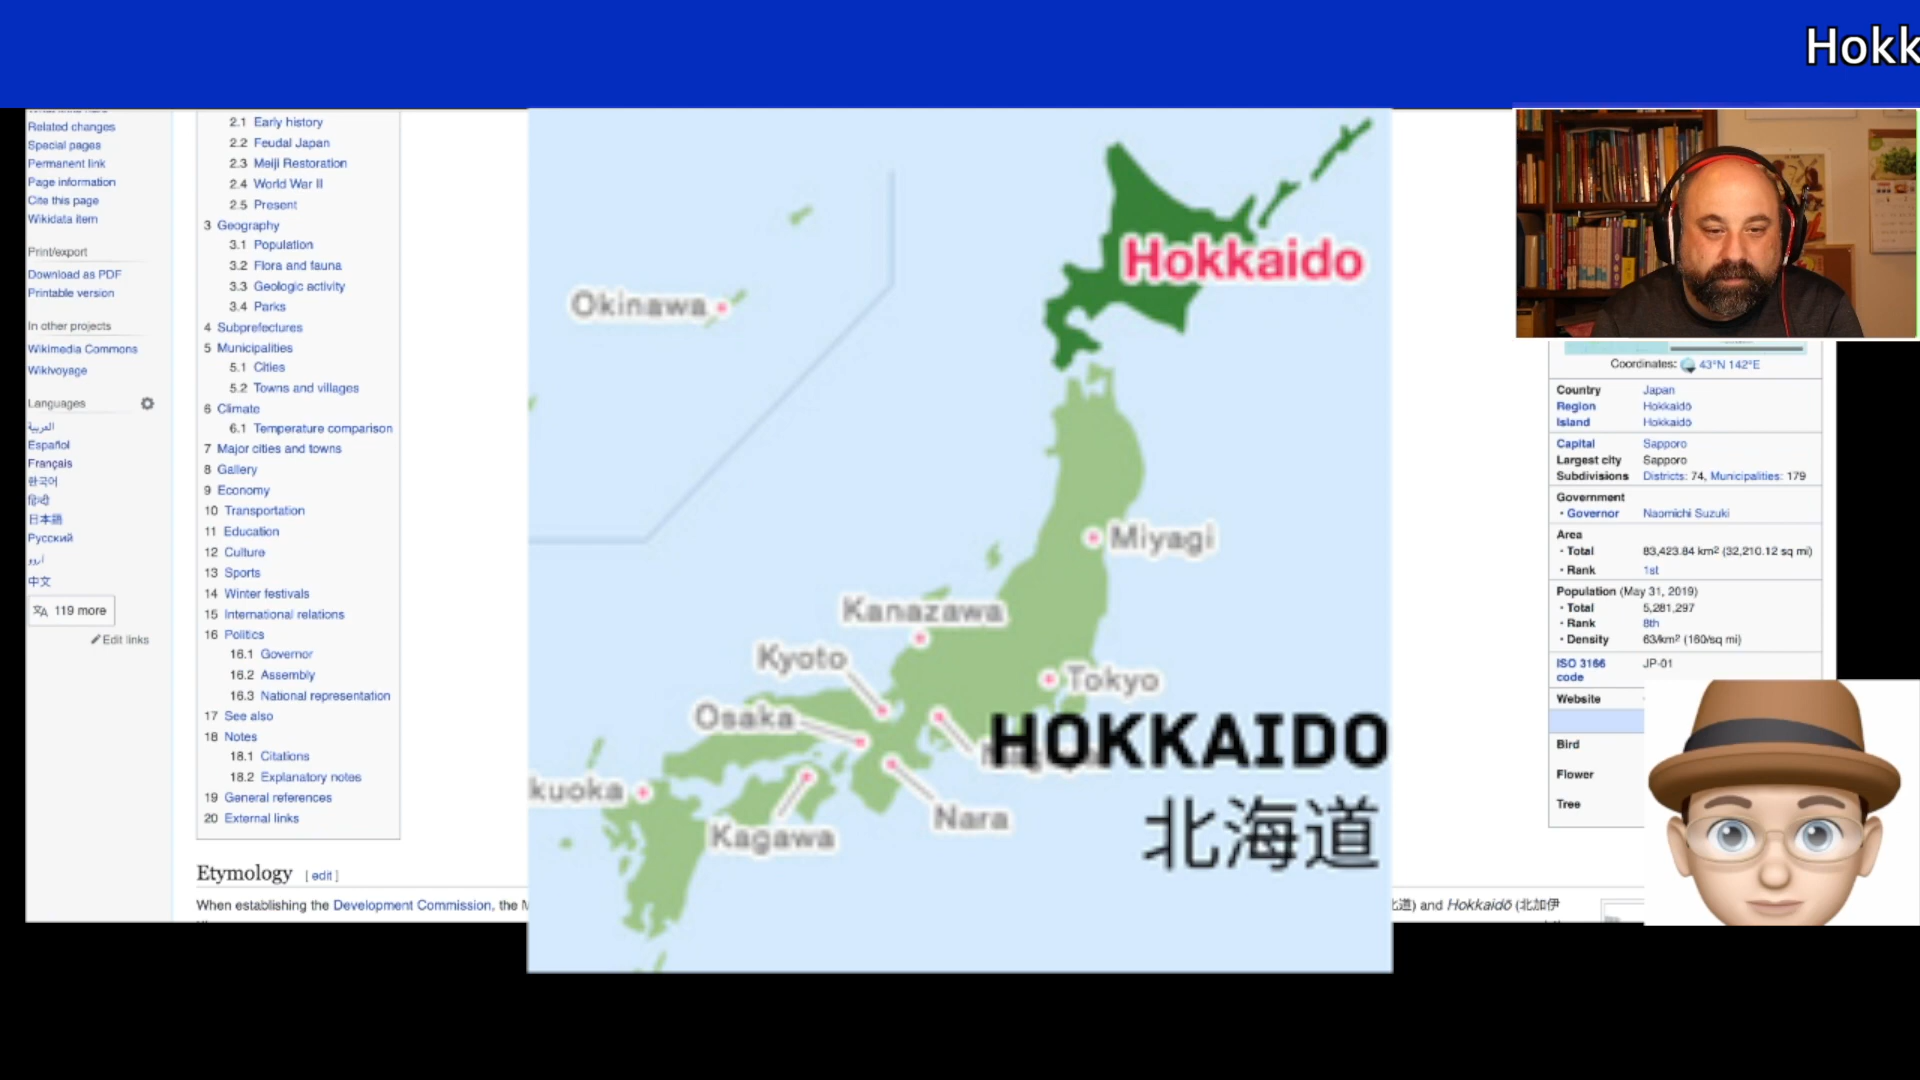 Hokk
Related changes
Special pages
Permanent link
Page information
Cite this page
Wikidata item
Print/export
Download as PDF
Printable version
In other projects
Wikimedia Commons
Wikivoyage
Languages
العربية
Español
Français
한국어
हिन्दी
日本語
Русский
اردو
中文
119 more
Edit links
2.1 Early history
2.2 Feudal Japan
2.3 Meiji Restoration
2.4 World War II
2.5 Present
3 Geography
3.1 Population
3.2 Flora and fauna
3.3 Geologic activity
3.4 Parks
4 Subprefectures
5 Municipalities
5.1 Cities
5.2 Towns and villages
6 Climate
6.1 Temperature comparison
7 Major cities and towns
8 Gallery
9 Economy
10 Transportation
11 Education
12 Culture
13 Sports
14 Winter festivals
15 International relations
16 Politics
16.1 Governor
16.2 Assembly
16.3 National representation
17 See also
18 Notes
18.1 Citations
18.2 Explanatory notes
19 General references
20 External links
Etymology [ edit ]
When establishing the Development Commission, the
Hokkaido
Okinawa
Miyagi
Kanazawa
Kyoto
Tokyo
Osaka
HOKKAIDO
kuoka
Nara
Kagawa
北海道
Coordinates: 43°N 142°E
Country Japan
Region Hokkaidō
Island Hokkaidō
Capital Sapporo
Largest city Sapporo
Subdivisions Districts: 74, Municipalities: 179
Government
• Governor Naomichi Suzuki
Area
• Total 83,423.84 km² (32,210.12 sq mi)
• Rank 1st
Population (May 31, 2019)
• Total 5,281,297
• Rank 8th
• Density 63/km² (160/sq mi)
ISO 3166 JP-01
code
Website
Bird
Flower
Tree
道) and Hokkaidō (北加伊